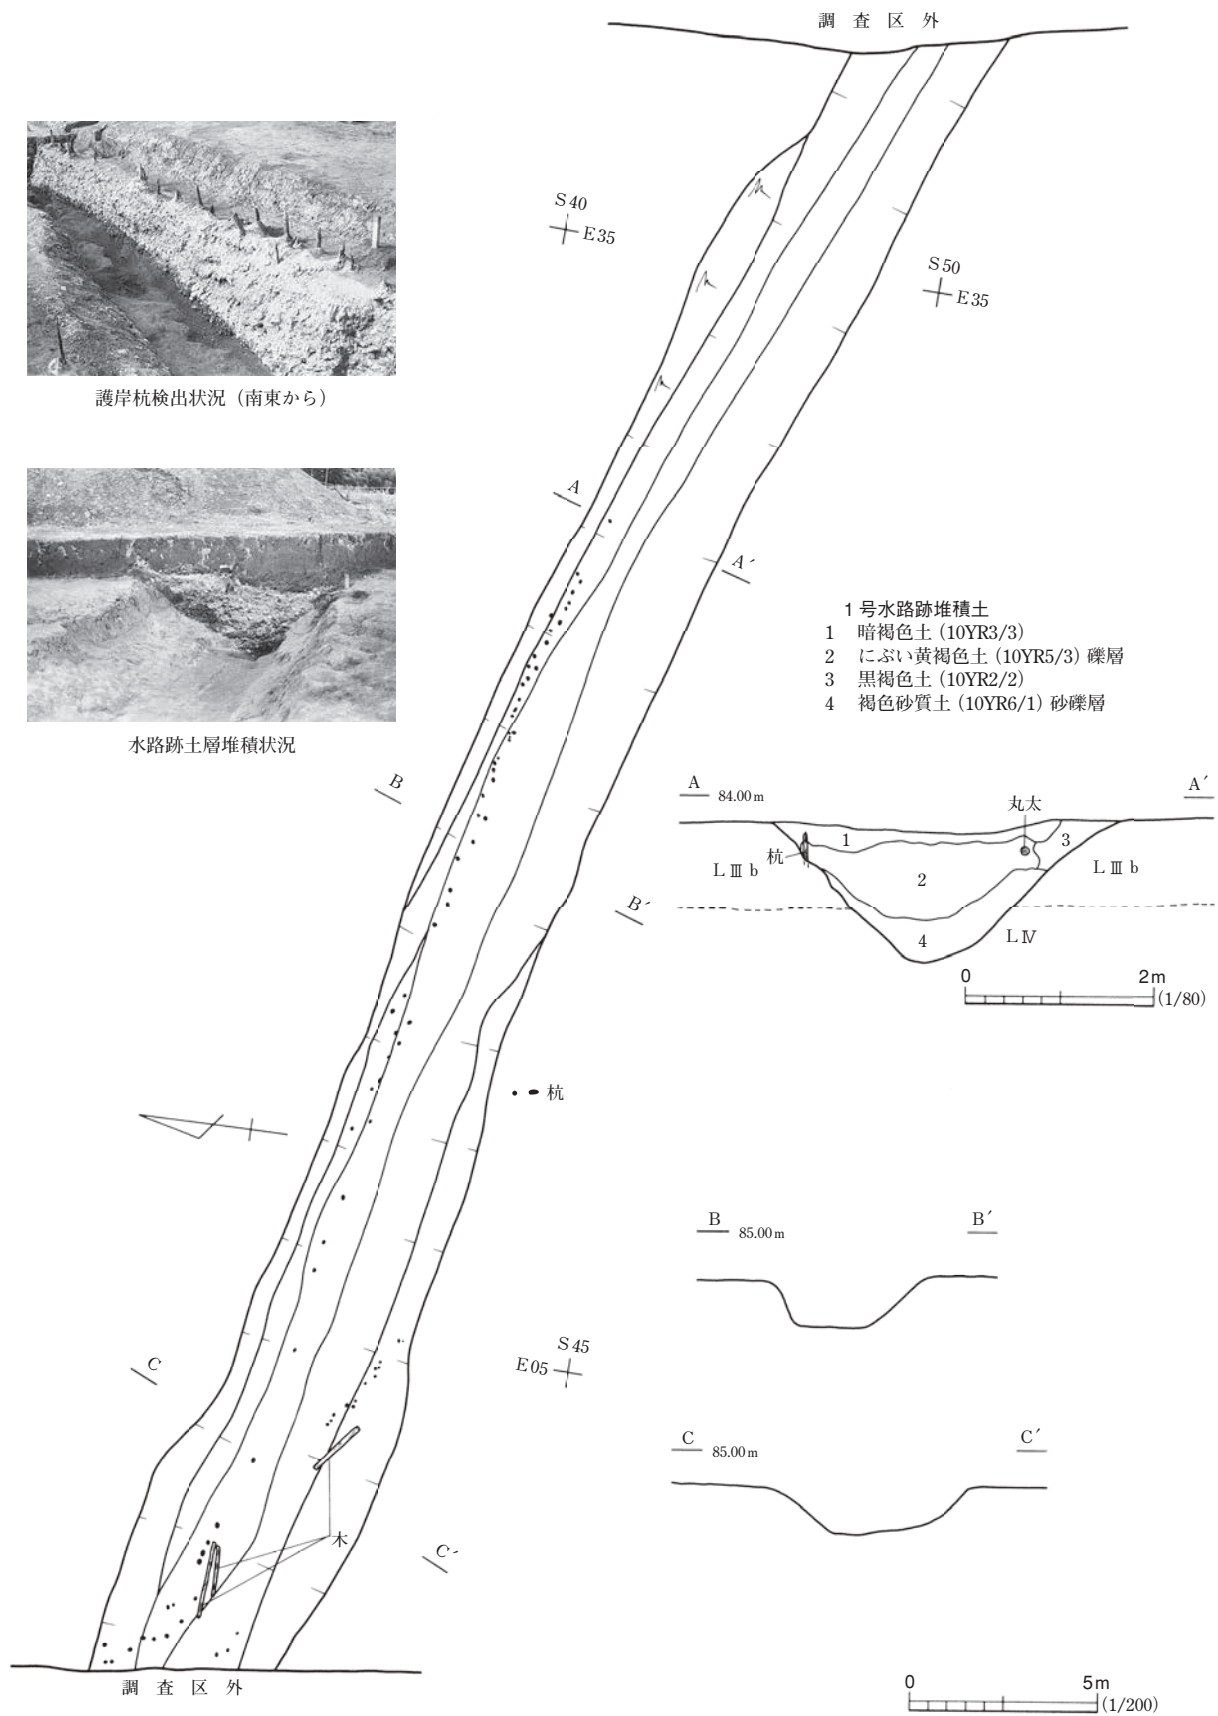 調査区外
S40
E35
S50
E35
護岸杭検出状況（南東から）
A
A′
1号水路跡堆積土
1 暗褐色土（10YR3/3）
2 にぶい黄褐色土（10YR5/3）礫層
3 黒褐色土（10YR2/2）
4 褐色砂質土（10YR6/1）砂礫層
水路跡土層堆積状況
B
B′
A 84.00m
A′
丸太
杭
1
2
3
4
LⅢb
LⅢb
LⅣ
0 2m
(1/80)
杭
B 85.00m
B′
S45
E05
C
C′
C 85.00m
C′
木
調査区外
0 5m
(1/200)